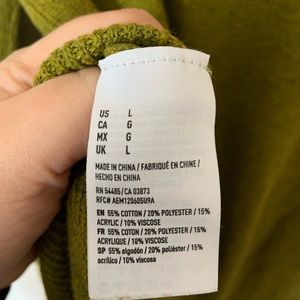 US L
CA G
MX G
UK L
MADE IN CHINA / FABRIQUÉ EN CHINE /
HECHO EN CHINA
RN 54485/CA 03873
RFC# AEM120605U9A
EN 55% COTTON / 20% POLYESTER / 15%
ACRYLIC / 10% VISCOSE
FR 55% COTTON / 20% POLYESTER / 15%
ACRYLIQUE / 10% VISCOSE
SP 55% algodón / 20% poliéster / 15%
acrílico / 10% viscosa